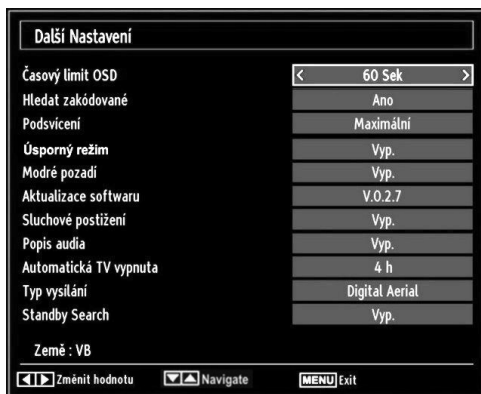 Další Nastavení
Časový limit OSD < 60 Sek >
Hledat zakódované Ano
Podsvícení Maximální
Úsporný režim Vyp.
Modré pozadí Vyp.
Aktualizace softwaru V.0.2.7
Sluchové postižení Vyp.
Popis audia Vyp.
Automatická TV vypnuta 4 h
Typ vysílání Digital Aerial
Standby Search Vyp.
Země : VB
Změnit hodnotu Navigate MENU Exit